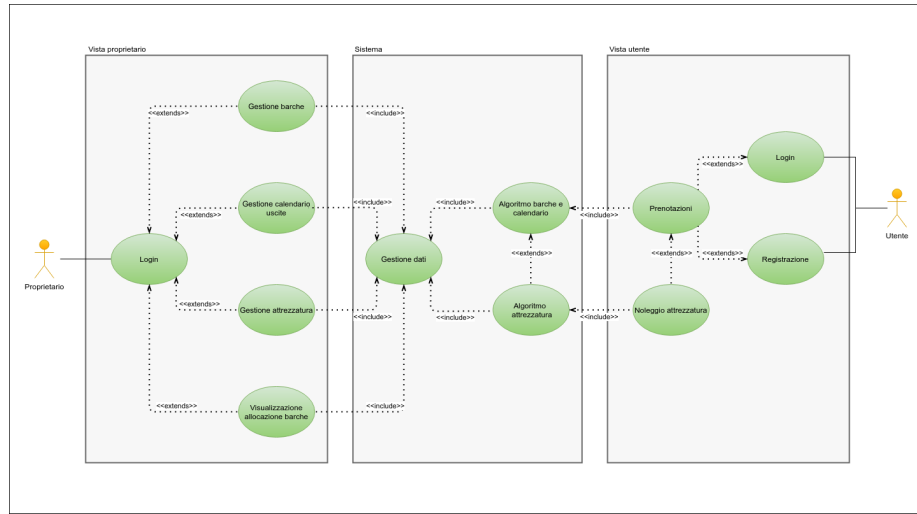 Vista proprietario
Sistema
Vista utente
Gestione barche
<<extends>>
<<include>>
Login
<<extends>>
Gestione calendario
uscite
<<extends>>
<<include>>
<<include>>
Algoritmo barche e
calendario
<<include>>
Prenotazioni
Proprietario
Login
Gestione dati
<<extends>>
<<extends>>
<<extends>>
Registrazione
Utente
Gestione attrezzatura
<<extends>>
<<include>>
<<include>>
Algoritmo
attrezzatura
<<include>>
Noleggio attrezzatura
Visualizzazione
allocazione barche
<<extends>>
<<include>>